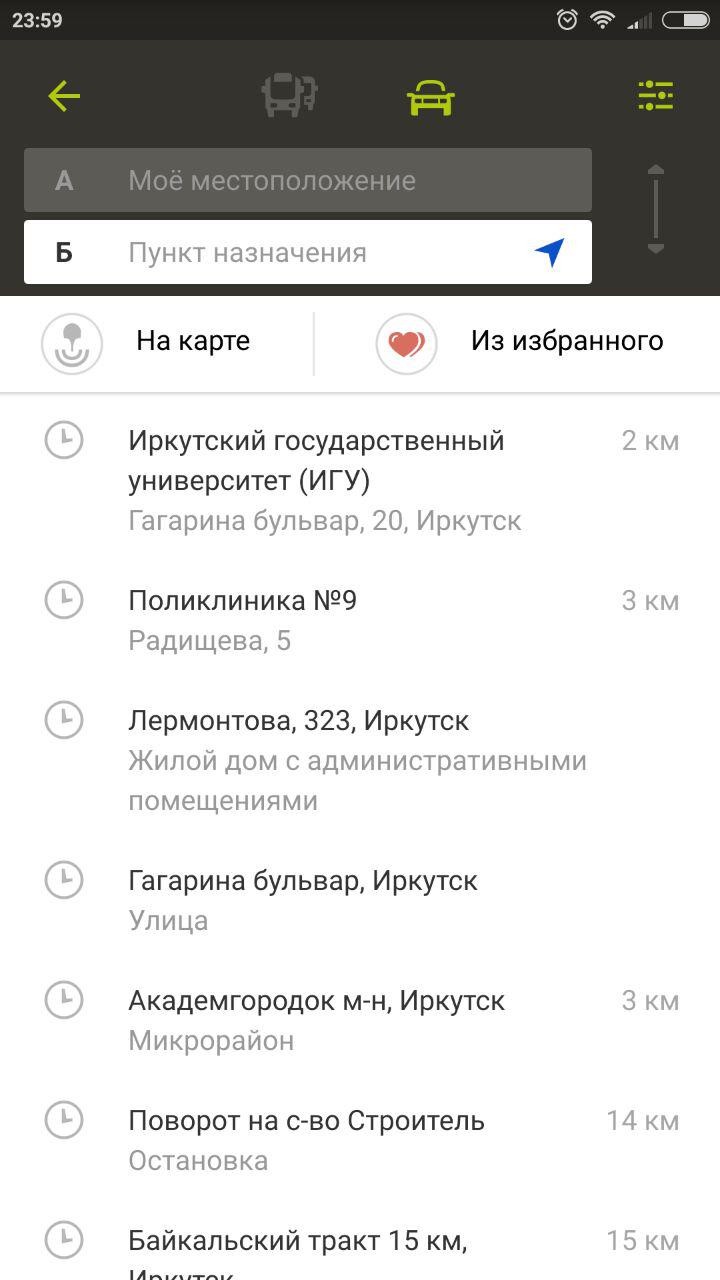 23:59
А Моё местоположение
Б Пункт назначения
На карте Из избранного
Иркутский государственный 2 км
университет (ИГУ)
Гагарина бульвар, 20, Иркутск
Поликлиника №9 3 км
Радищева, 5
Лермонтова, 323, Иркутск
Жилой дом с административными
помещениями
Гагарина бульвар, Иркутск
Улица
Академгородок м-н, Иркутск 3 км
Микрорайон
Поворот на с-во Строитель 14 км
Остановка
Байкальский тракт 15 км, 15 км
Иркутск